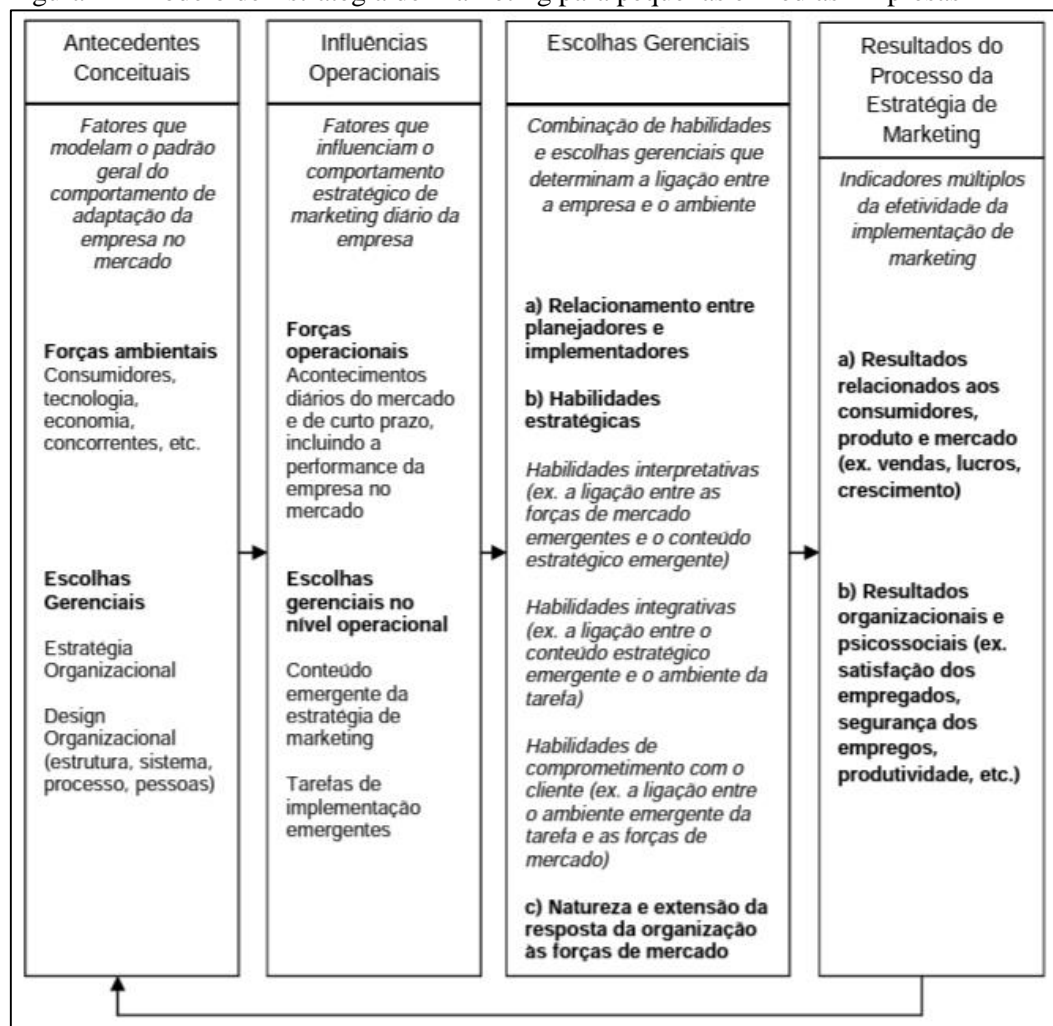 Antecedentes
Conceituais
Fatores que
modelam o padrão
geral do
comportamento de
adaptação da
empresa no
mercado
Forças ambientais
Consumidores,
tecnologia,
economia,
concorrentes, etc.
Escolhas
Gerenciais
Estratégia
Organizacional
Design
Organizacional
(estrutura, sistema,
processo, pessoas)
Influências
Operacionais
Fatores que
influenciam o
comportamento
estratégico de
marketing diário da
empresa
Forças
operacionais
Acontecimentos
diários do mercado
e de curto prazo,
incluindo a
performance da
empresa no
mercado
Escolhas
gerenciais no
nível operacional
Conteúdo
emergente da
estratégia de
marketing
Tarefas de
implementação
emergentes
Escolhas Gerenciais
Combinação de habilidades
e escolhas gerenciais que
determinam a ligação entre
a empresa e o ambiente
a) Relacionamento entre
planejadores e
implementadores
b) Habilidades
estratégicas
Habilidades interpretativas
(ex. a ligação entre as
forças de mercado
emergentes e o conteúdo
estratégico emergente)
Habilidades integrativas
(ex. a ligação entre o
conteúdo estratégico
emergente e o ambiente da
tarefa)
Habilidades de
comprometimento com o
cliente (ex. a ligação entre
o ambiente emergente da
tarefa e as forças de
mercado)
c) Natureza e extensão da
resposta da organização
às forças de mercado
Resultados do
Processo da
Estratégia de
Marketing
Indicadores múltiplos
da efetividade da
implementação de
marketing
a) Resultados
relacionados aos
consumidores,
produto e mercado
(ex. vendas, lucros,
crescimento)
b) Resultados
organizacionais e
psicossociais (ex.
satisfação dos
empregados,
segurança dos
empregos,
produtividade, etc.)